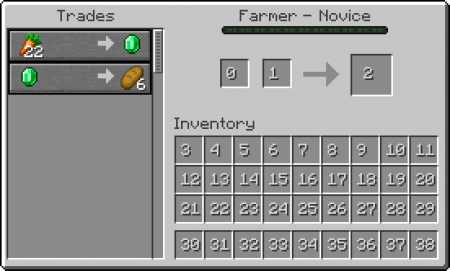 Trades
Farmer - Novice
22
6
0 1 2
Inventory
3 4 5 6 7 8 9 10 11
12 13 14 15 16 17 18 19 20
21 22 23 24 25 26 27 28 29
30 31 32 33 34 35 36 37 38